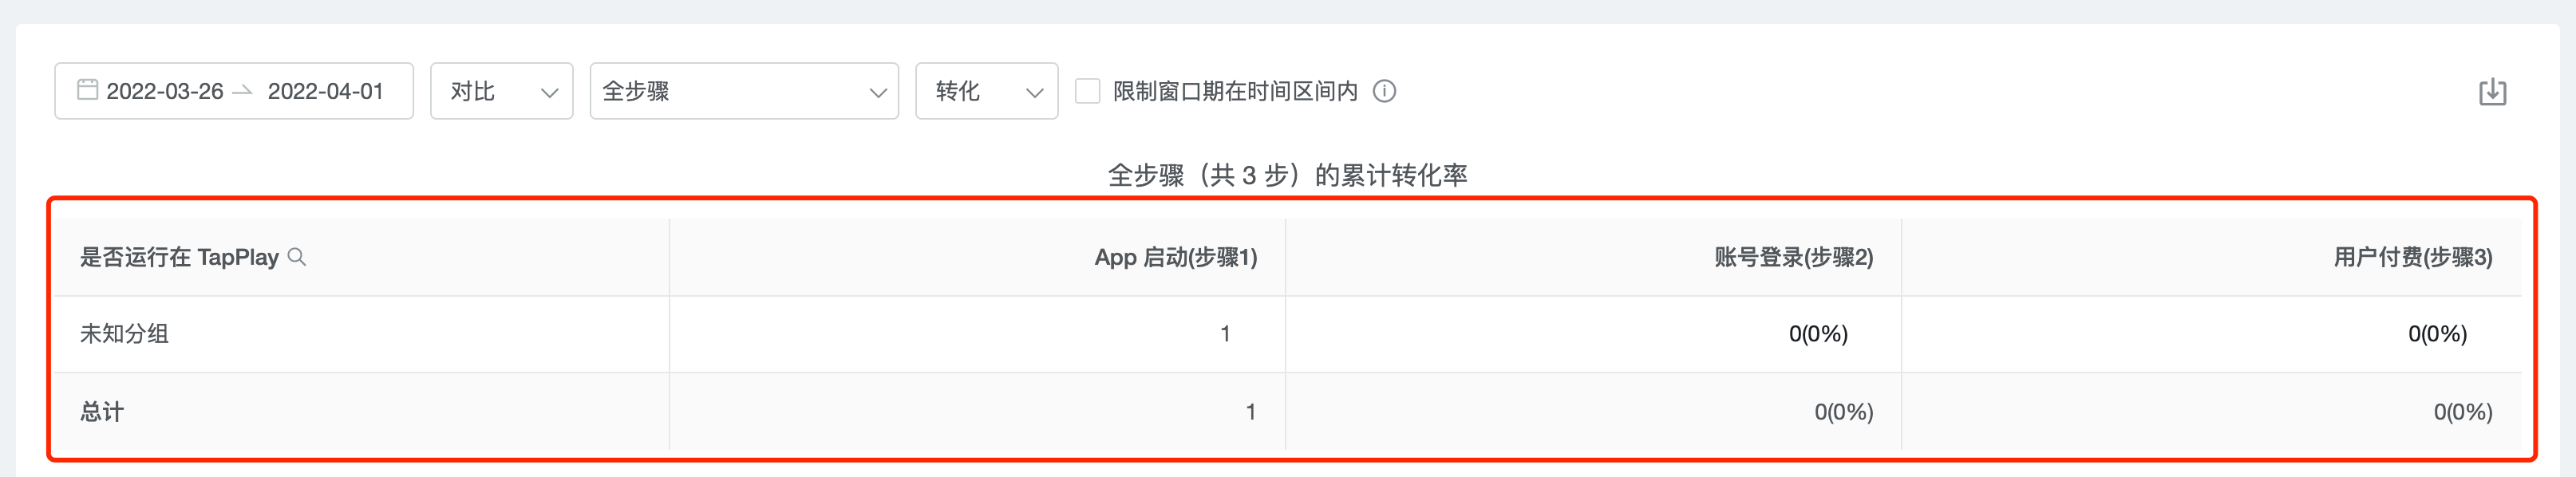 2022-03-26 → 2022-04-01 对比 全步骤 转化 限制窗口期在时间区间内
全步骤（共 3 步）的累计转化率
是否运行在 TapPlay App 启动(步骤1) 账号登录(步骤2) 用户付费(步骤3)
未知分组 1 0(0%) 0(0%)
总计 1 0(0%) 0(0%)